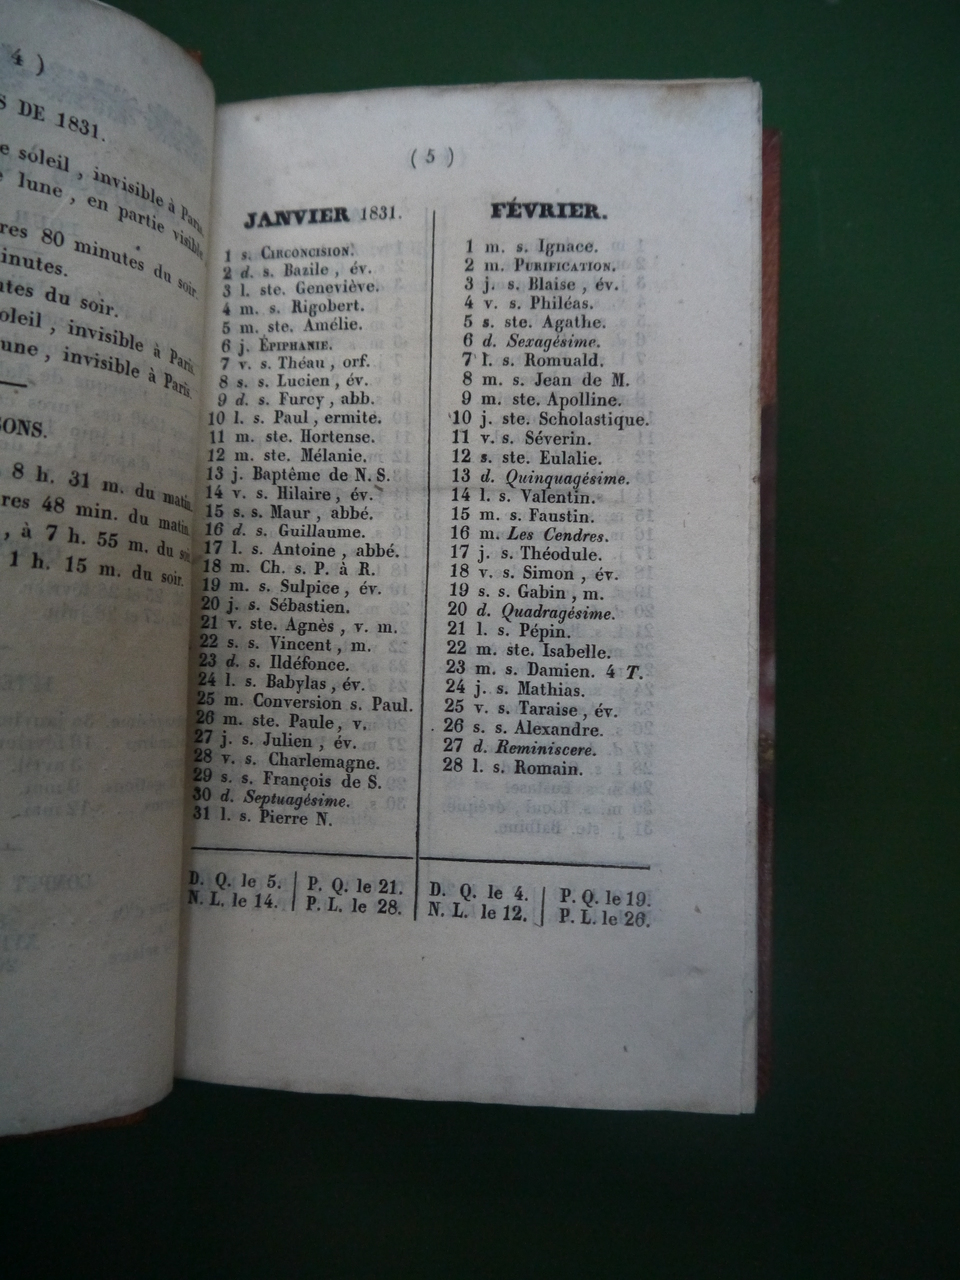 4 )
S DE 1831.
e soleil, invisible à Paris.
lune, en partie visible
res 80 minutes du soir.
inutes.
tes du soir.
oleil, invisible à Paris.
une, invisible à Paris.
ONS.
8 h. 31 m. du matin.
res 48 min. du matin.
, à 7 h. 55 m. du soir.
1 h. 15 m. du soir.
( 5 )
JANVIER 1831.
1 s. CIRCONCISION.
2 d. s. Bazile, év.
3 l. ste. Geneviève.
4 m. s. Rigobert.
5 m. ste. Amélie.
6 j. ÉPIPHANIE.
7 v. s. Théau, orf.
8 s. s. Lucien, év.
9 d. s. Furcy, abb.
10 l. s. Paul, ermite.
11 m. ste. Hortense.
12 m. ste. Mélanie.
13 j. Baptême de N. S.
14 v. s. Hilaire, év.
15 s. s. Maur, abbé.
16 d. s. Guillaume.
17 l. s. Antoine, abbé.
18 m. Ch. s. P. à R.
19 m. s. Sulpice, év.
20 j. s. Sébastien.
21 v. ste. Agnès, v. m.
22 s. s. Vincent, m.
23 d. s. Ildéfonce.
24 l. s. Babylas, év.
25 m. Conversion s. Paul.
26 m. ste. Paule, v.
27 j. s. Julien, év.
28 v. s. Charlemagne.
29 s. s. François de S.
30 d. Septuagésime.
31 l. s. Pierre N.
D. Q. le 5. P. Q. le 21.
N. L. le 14. P. L. le 28.
FÉVRIER.
1 m. s. Ignace.
2 m. PURIFICATION.
3 j. s. Blaise, év.
4 v. s. Philéas.
5 s. ste. Agathe.
6 d. Sexagésime.
7 l. s. Romuald.
8 m. s. Jean de M.
9 m. ste. Apolline.
10 j. ste. Scholastique.
11 v. s. Séverin.
12 s. ste. Eulalie.
13 d. Quinquagésime.
14 l. s. Valentin.
15 m. s. Faustin.
16 m. Les Cendres.
17 j. s. Théodule.
18 v. s. Simon, év.
19 s. s. Gabin, m.
20 d. Quadragésime.
21 l. s. Pépin.
22 m. ste. Isabelle.
23 m. s. Damien. 4 T.
24 j. s. Mathias.
25 v. s. Taraise, év.
26 s. s. Alexandre.
27 d. Reminiscere.
28 l. s. Romain.
D. Q. le 4. P. Q. le 19.
N. L. le 12. P. L. le 26.